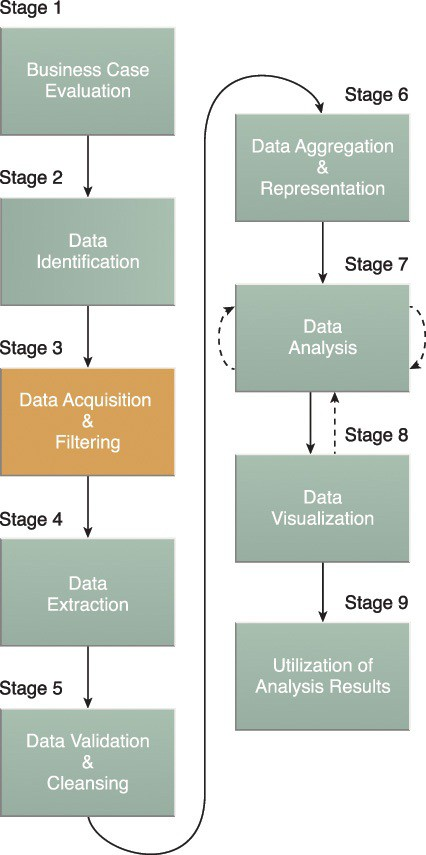 Stage 1
Business Case
Evaluation
Stage 2
Data
Identification
Stage 3
Data Acquisition
&
Filtering
Stage 4
Data
Extraction
Stage 5
Data Validation
&
Cleansing
Stage 6
Data Aggregation
&
Representation
Stage 7
Data
Analysis
Stage 8
Data
Visualization
Stage 9
Utilization of
Analysis Results